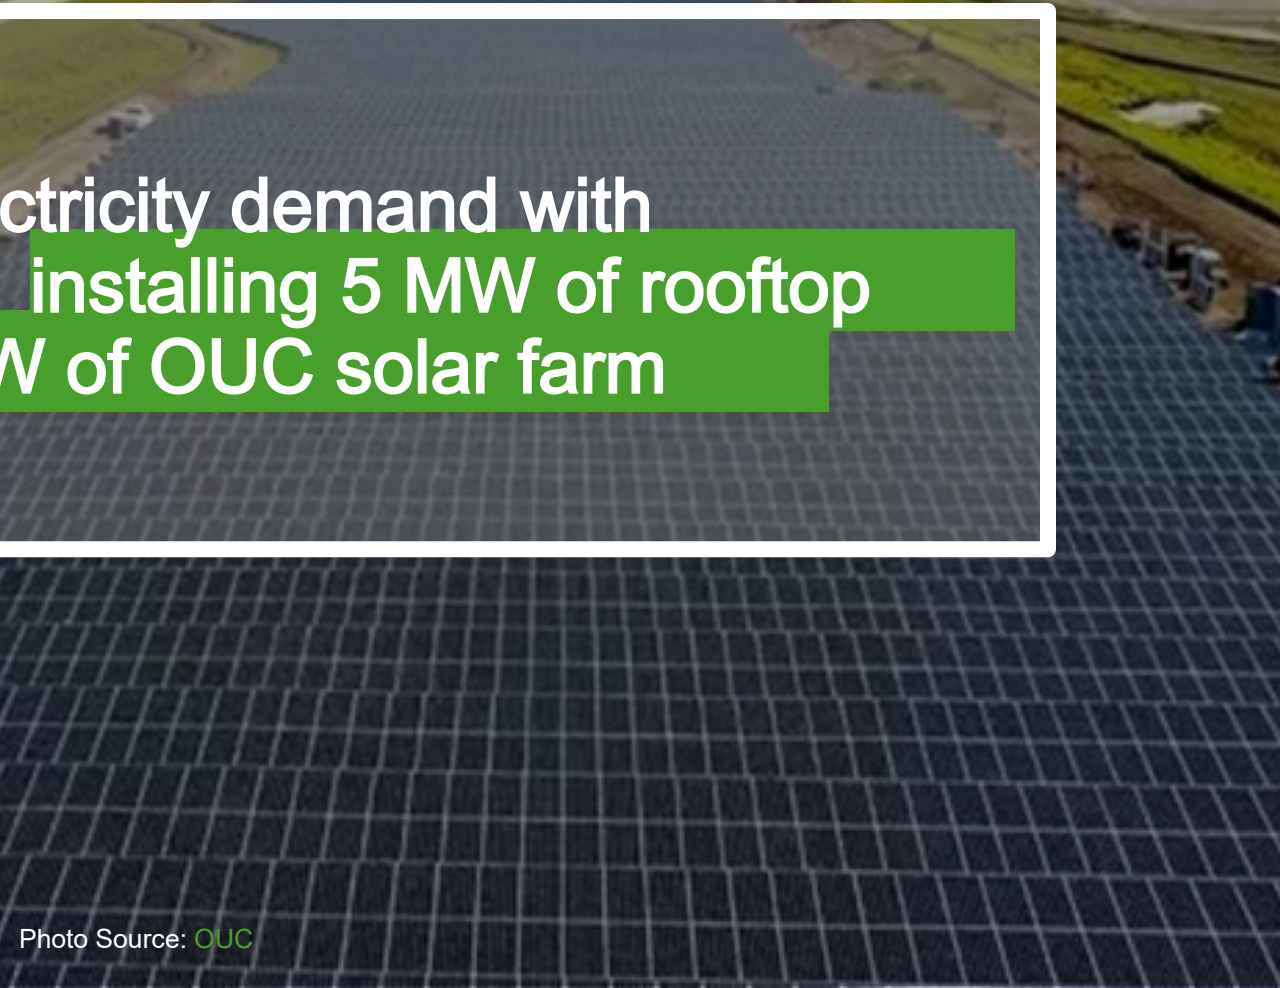 ctricity demand with
installing 5 MW of rooftop
W of OUC solar farm
Photo Source: OUC